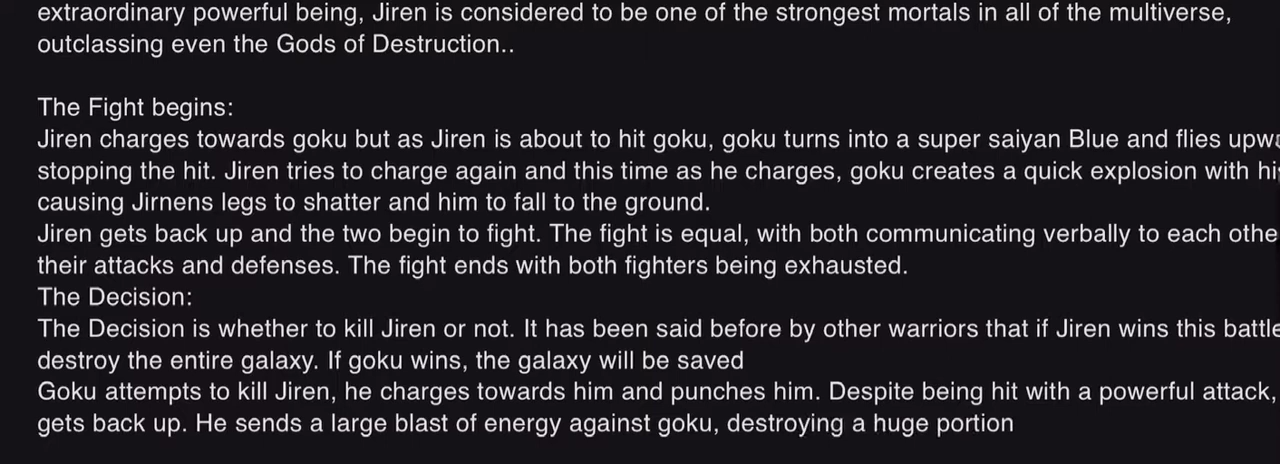 extraordinary powerful being, Jiren is considered to be one of the strongest mortals in all of the multiverse,
outclassing even the Gods of Destruction..
The Fight begins:
Jiren charges towards goku but as Jiren is about to hit goku, goku turns into a super saiyan Blue and flies
stopping the hit. Jiren tries to charge again and this time as he charges, goku creates a quick explosion with
causing Jirnens legs to shatter and him to fall to the ground.
Jiren gets back up and the two begin to fight. The fight is equal, with both communicating verbally to each
their attacks and defenses. The fight ends with both fighters being exhausted.
The Decision:
The Decision is whether to kill Jiren or not. It has been said before by other warriors that if Jiren wins this
destroy the entire galaxy. If goku wins, the galaxy will be saved
Goku attempts to kill Jiren, he charges towards him and punches him. Despite being hit with a powerful attack,
gets back up. He sends a large blast of energy against goku, destroying a huge portion